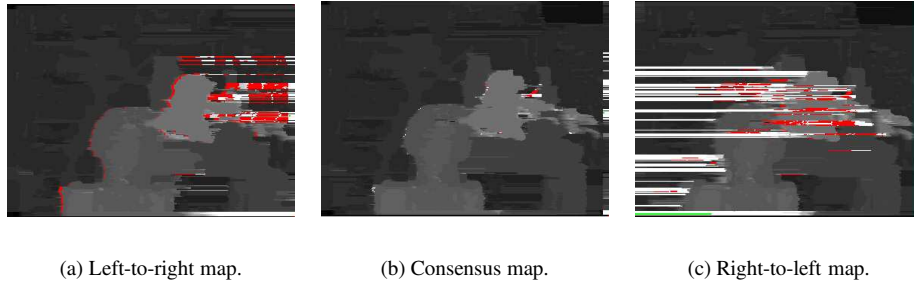 (a) Left-to-right map.
(b) Consensus map.
(c) Right-to-left map.